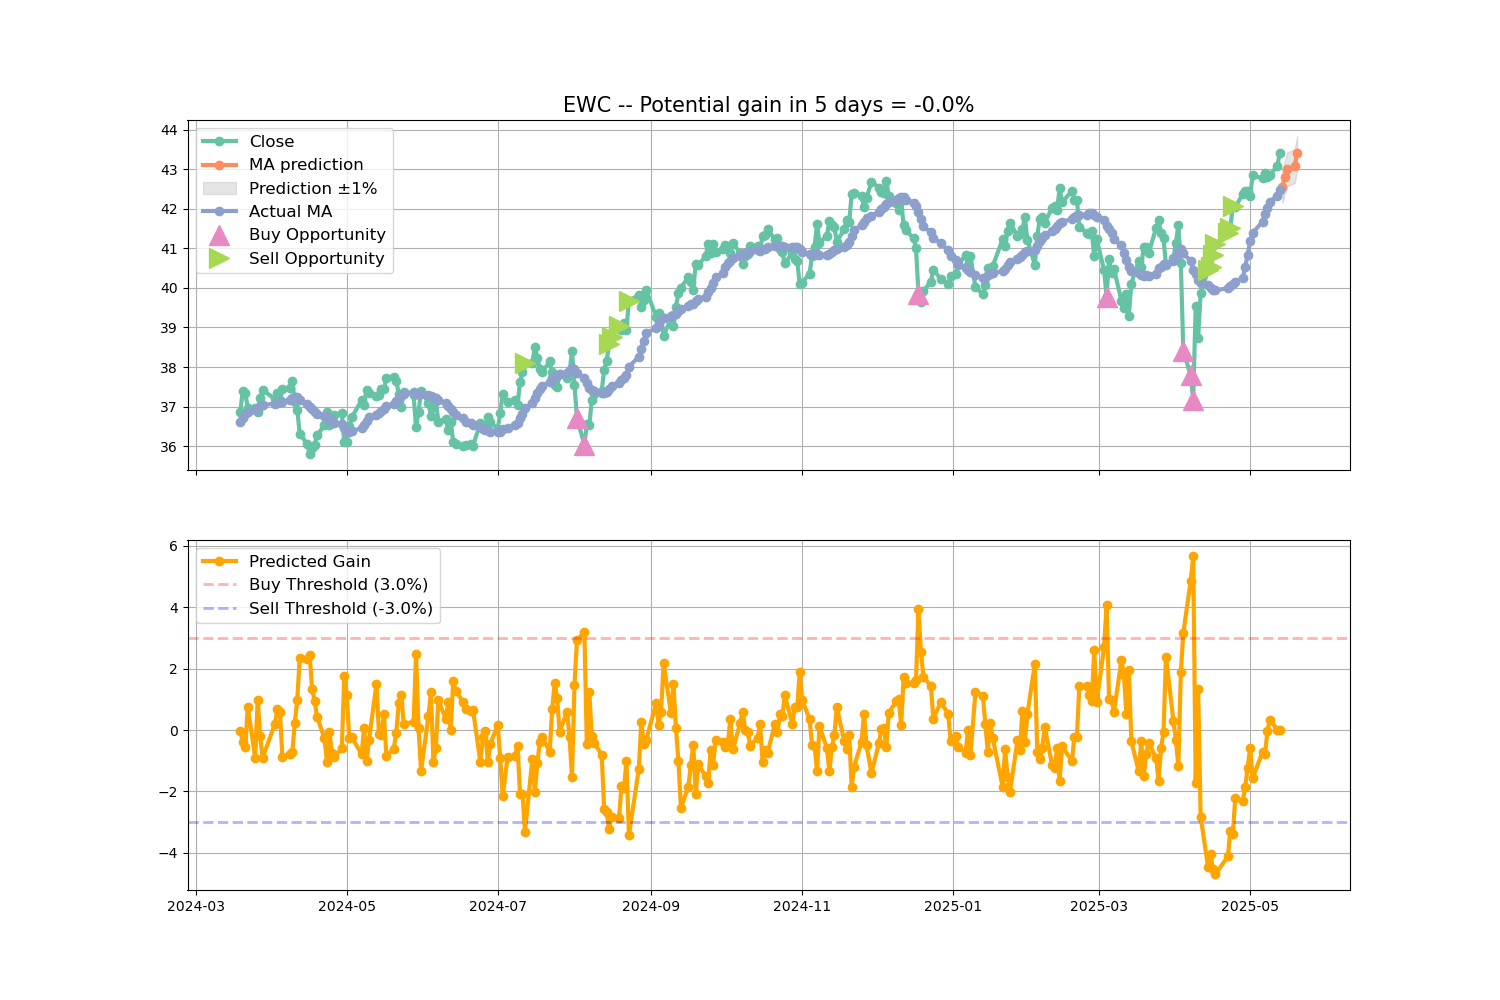 EWC -- Potential gain in 5 days = -0.0%
44
43
42
41
40
39
38
37
36
Close
MA prediction
Prediction ±1%
Actual MA
Buy Opportunity
Sell Opportunity
6
4
2
0
−2
−4
Predicted Gain
Buy Threshold (3.0%)
Sell Threshold (-3.0%)
2024-03
2024-05
2024-07
2024-09
2024-11
2025-01
2025-03
2025-05